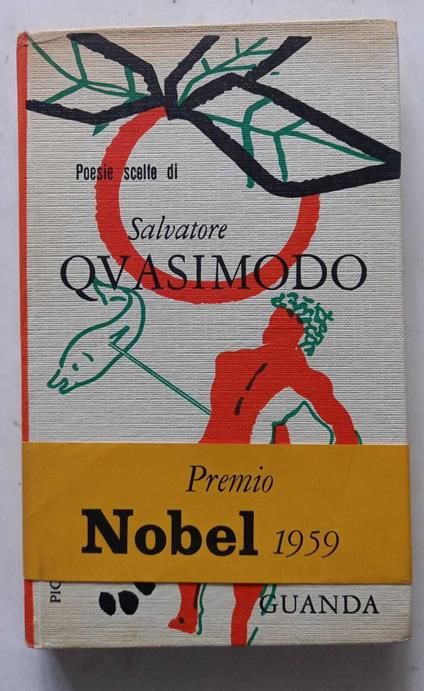 Poesie scelte di
Salvatore
QVASIMODO
Premio
Nobel 1959
GUANDA